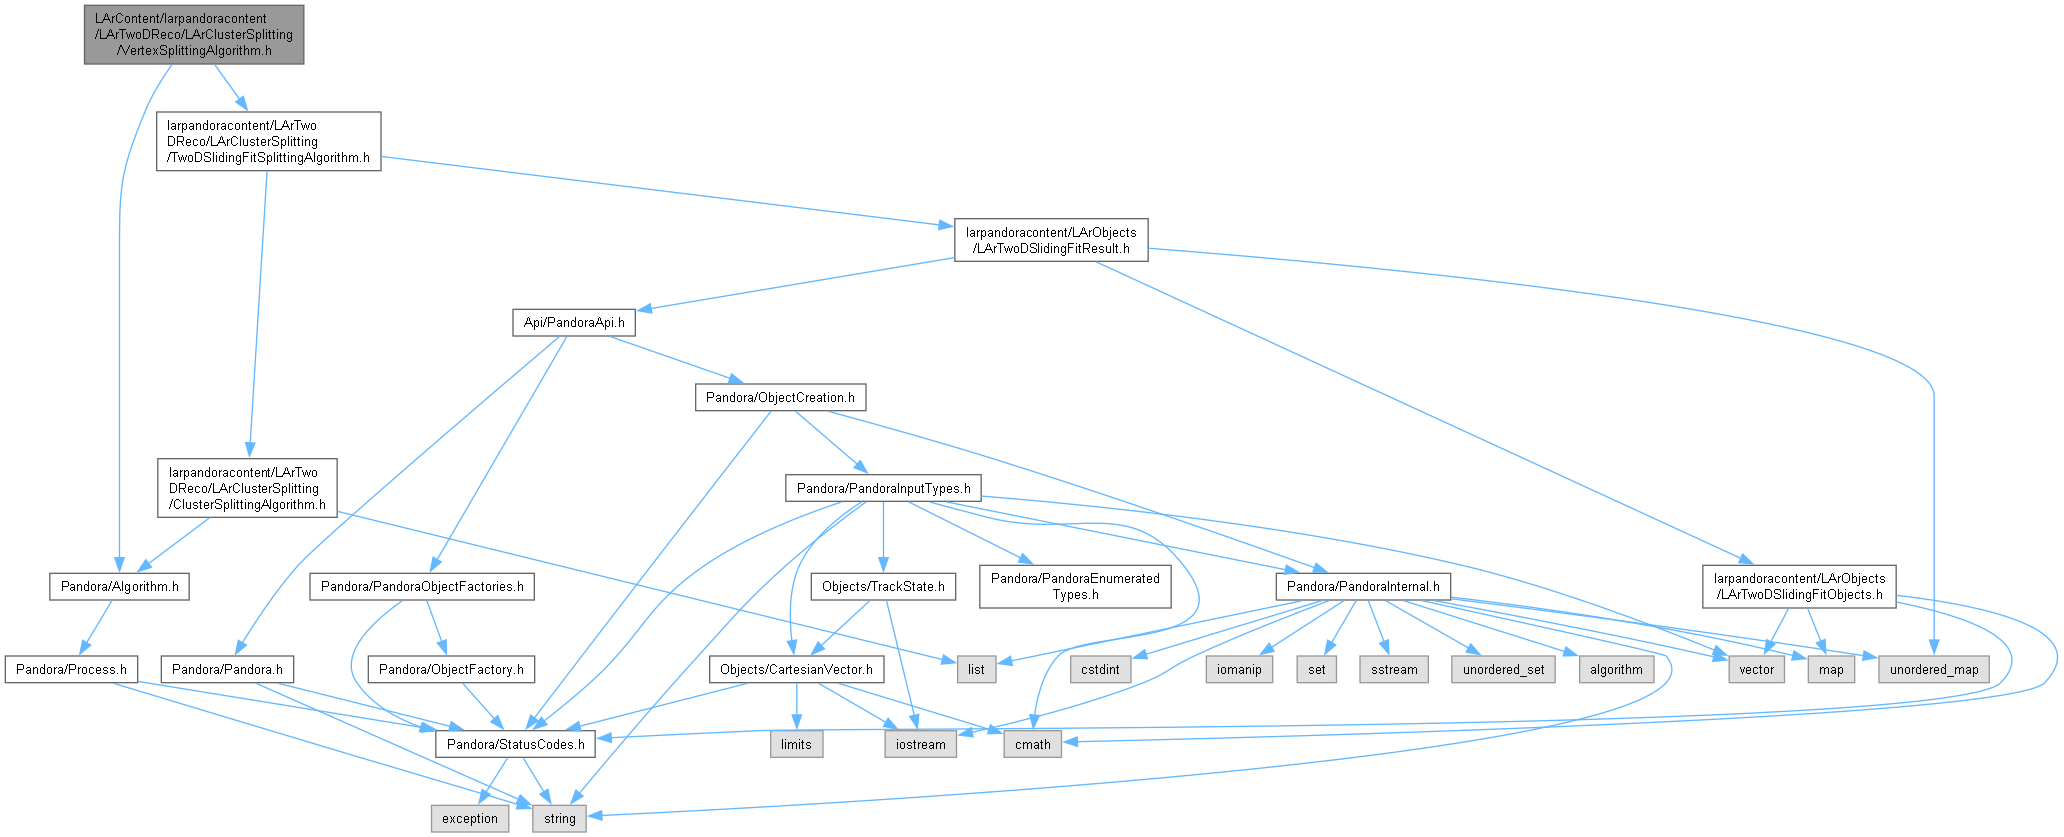 LArContent/larpandoracontent
/LArTwoDReco/LArClusterSplitting
/VertexSplittingAlgorithm.h
larpandoracontent/LArTwo
DReco/LArClusterSplitting
/TwoDSlidingFitSplittingAlgorithm.h
larpandoracontent/LArObjects
/LArTwoDSlidingFitResult.h
Api/PandoraApi.h
Pandora/ObjectCreation.h
larpandoracontent/LArTwo
DReco/LArClusterSplitting
/ClusterSplittingAlgorithm.h
Pandora/PandoraInputTypes.h
Pandora/Algorithm.h
Pandora/PandoraObjectFactories.h
Objects/TrackState.h
Pandora/PandoraEnumerated
Types.h
Pandora/PandoraInternal.h
larpandoracontent/LArObjects
/LArTwoDSlidingFitObjects.h
Pandora/Process.h
Pandora/Pandora.h
Pandora/ObjectFactory.h
Objects/CartesianVector.h
list
cstdint
iomanip
set
sstream
unordered_set
algorithm
vector
map
unordered_map
Pandora/StatusCodes.h
limits
iostream
cmath
exception
string